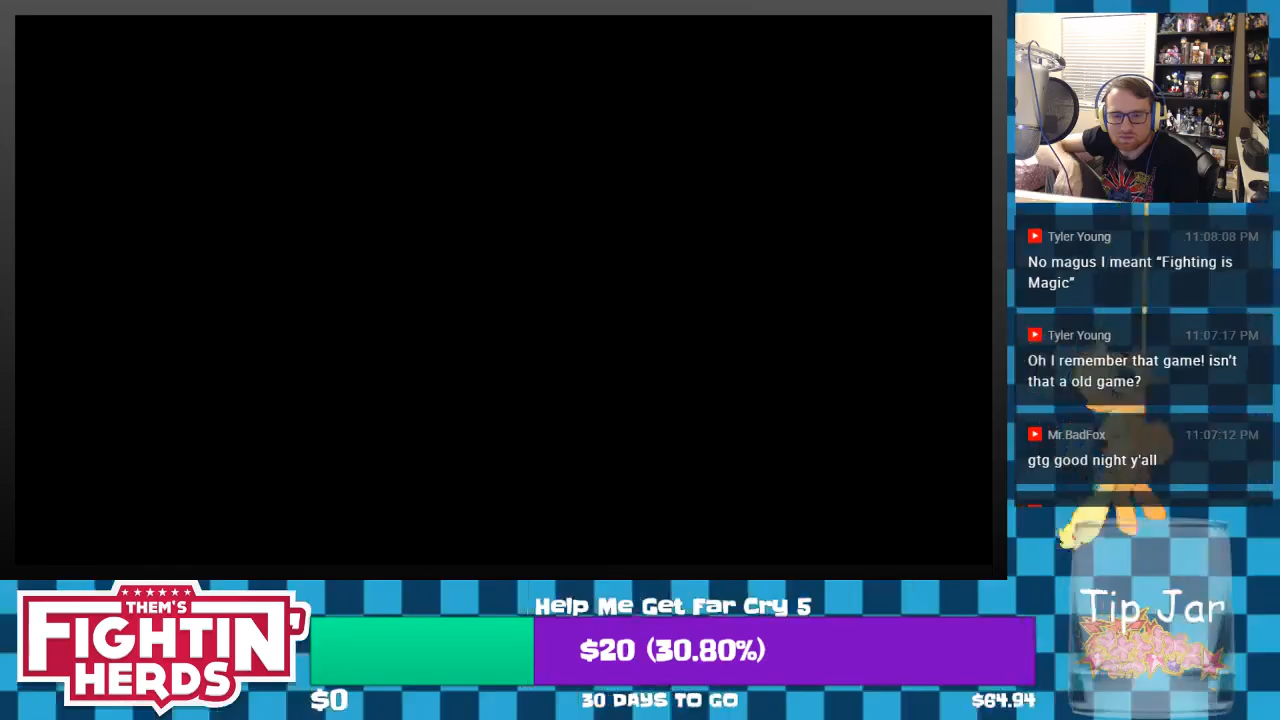 Tyler Young 11:08:08 PM
No magus I meant “Fighting is
Magic”
Tyler Young 11:07:17 PM
Oh I remember that game! isn't
that a old game?
Mr.BadFox 11:07:12 PM
gtg good night y'all
THEM'S
FIGHTIN'
HERDS
Help Me Get Far Cry 5
$20 (30.80%)
$0 30 DAYS TO GO $64.94
Tip Jar